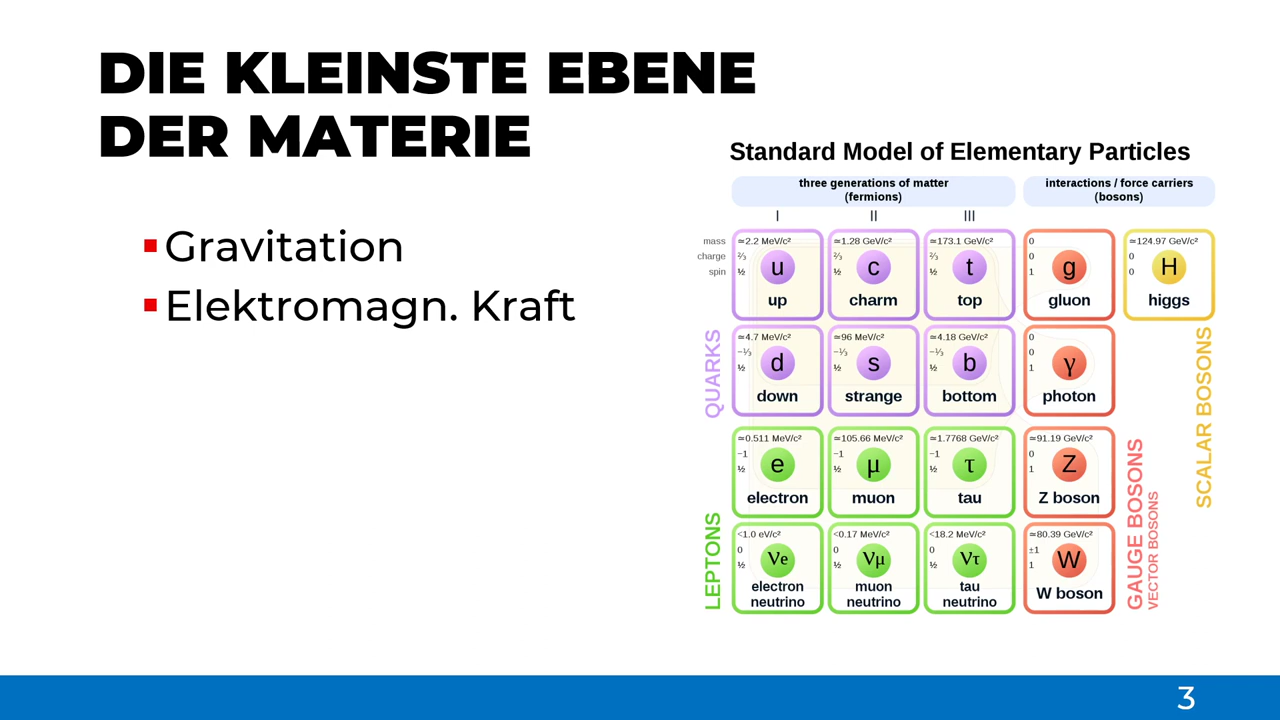 DIE KLEINSTE EBENE
DER MATERIE
Gravitation
Elektromagn. Kraft
Standard Model of Elementary Particles
three generations of matter
(fermions)
interactions / force carriers
(bosons)
I II III
mass ≃2.2 MeV/c² ≃1.28 GeV/c² ≃173.1 GeV/c² 0 ≃124.97 GeV/c²
charge ⅔ ⅔ ⅔ 0 0
spin ½ ½ ½ 1 0
u c t g H
up charm top gluon higgs
QUARKS
≃4.7 MeV/c² ≃96 MeV/c² ≃4.18 GeV/c² 0
−⅓ −⅓ −⅓ 0
½ ½ ½ 1
d s b γ
down strange bottom photon
SCALAR BOSONS
≃0.511 MeV/c² ≃105.66 MeV/c² ≃1.7768 GeV/c² ≃91.19 GeV/c²
−1 −1 −1 0
½ ½ ½ 1
e μ τ Z
electron muon tau Z boson
LEPTONS
<1.0 eV/c² <0.17 MeV/c² <18.2 MeV/c² ≃80.39 GeV/c²
0 0 0 ±1
½ ½ ½ 1
νe νμ ντ W
electron muon tau W boson
neutrino neutrino neutrino
GAUGE BOSONS
VECTOR BOSONS
3